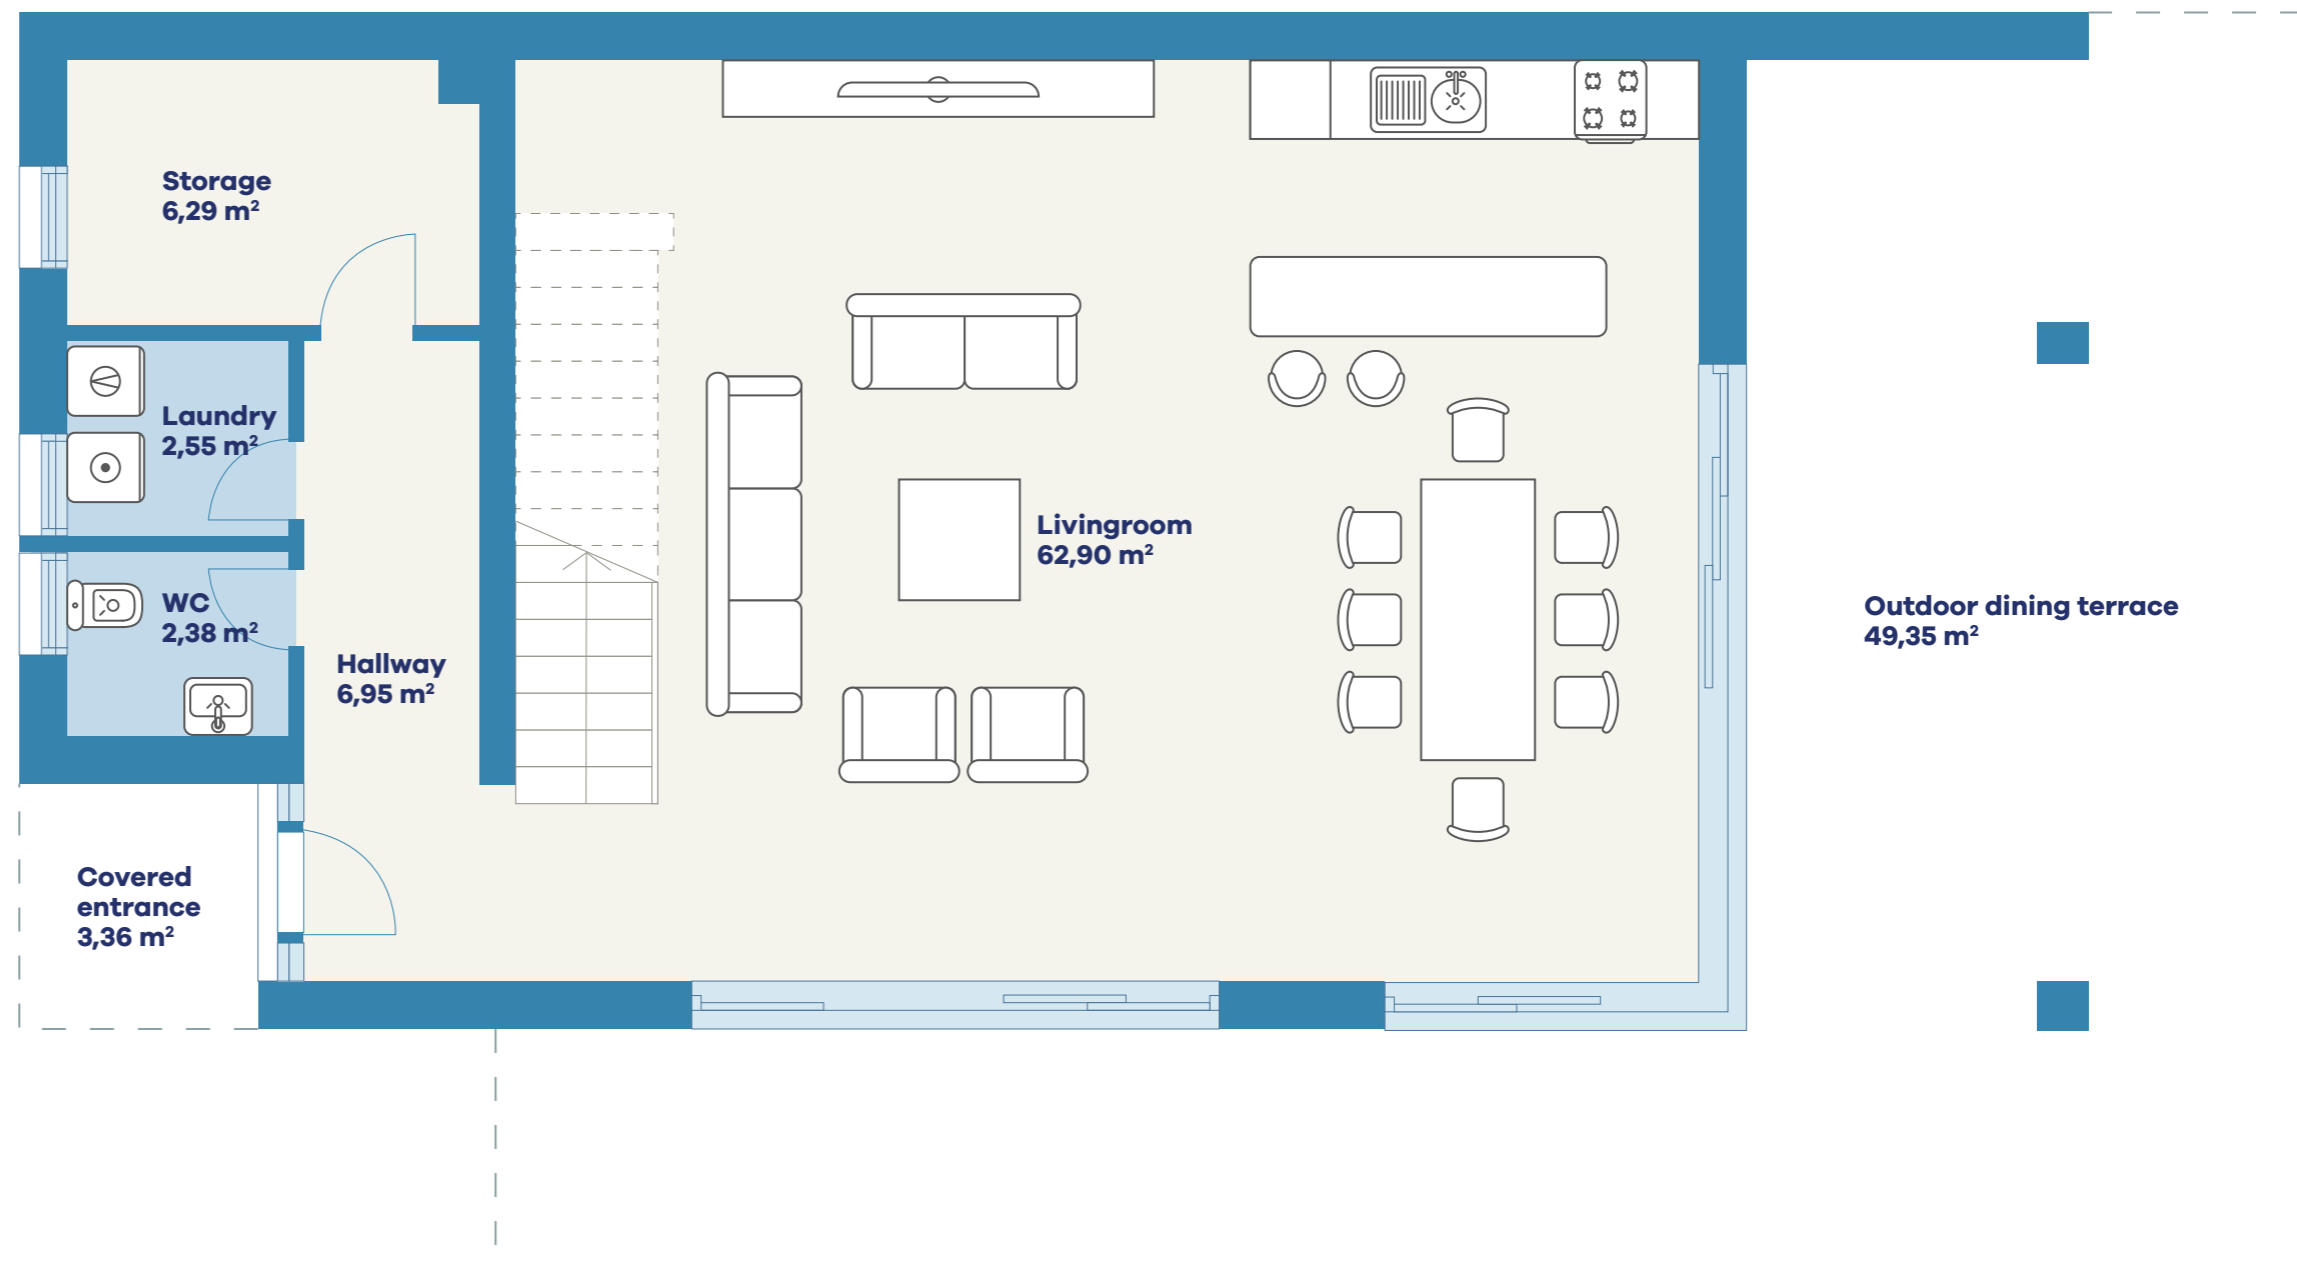 Storage
6,29 m²
Laundry
2,55 m²
WC
2,38 m²
Hallway
6,95 m²
Covered
entrance
3,36 m²
Livingroom
62,90 m²
Outdoor dining terrace
49,35 m²